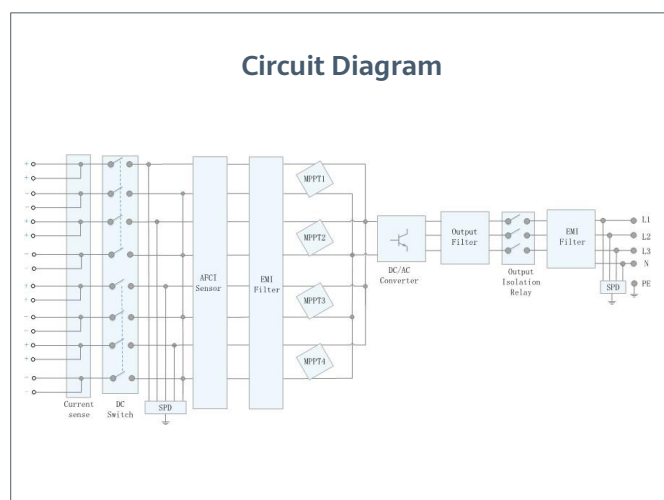 Circuit Diagram
+
+
-
-
+
+
-
-
+
+
-
-
+
+
-
-
Current
sense
DC
Switch
SPD
AFCI
Sensor
EMI
Filter
MPPT1
MPPT2
MPPT3
MPPT4
DC/AC
Converter
Output
Filter
Output
Isolation
Relay
EMI
Filter
SPD
L1
L2
L3
N
PE